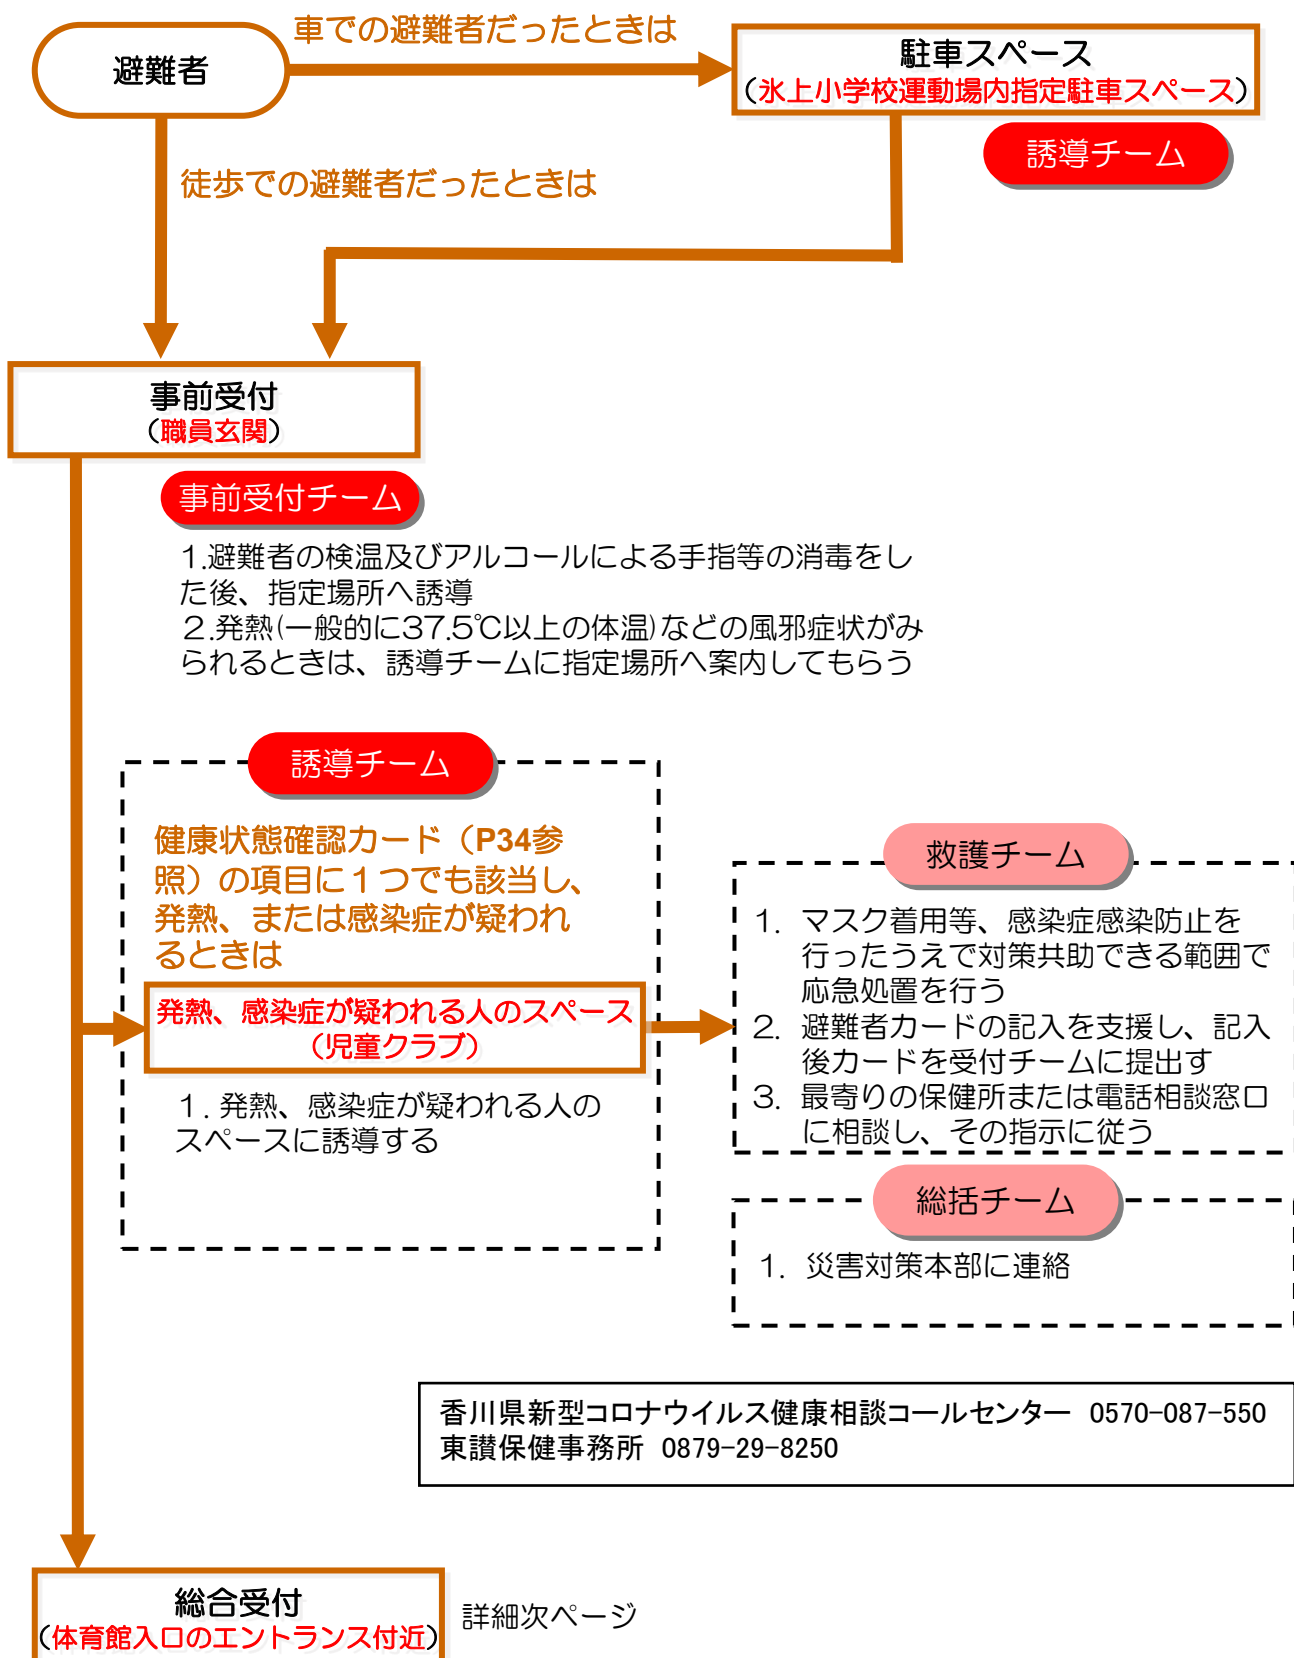 車での避難者だったときは
避難者
駐車スペース
（氷上小学校運動場内指定駐車スペース）
誘導チーム
徒歩での避難者だったときは
事前受付
（職員玄関）
事前受付チーム
１.避難者の検温及びアルコールによる手指等の消毒をし
た後、指定場所へ誘導
２.発熱(一般的に37.5℃以上の体温)などの風邪症状がみ
られるときは、誘導チームに指定場所へ案内してもらう
誘導チーム
健康状態確認カード（P34参
照）の項目に１つでも該当し、
発熱、または感染症が疑われ
るときは
発熱、感染症が疑われる人のスペース
（児童クラブ）
１. 発熱、感染症が疑われる人の
スペースに誘導する
救護チーム
1. マスク着用等、感染症感染防止を
行ったうえで対策共助できる範囲で
応急処置を行う
2. 避難者カードの記入を支援し、記入
後カードを受付チームに提出す
3. 最寄りの保健所または電話相談窓口
に相談し、その指示に従う
総括チーム
1. 災害対策本部に連絡
香川県新型コロナウイルス健康相談コールセンター 0570-087-550
東讃保健事務所 0879-29-8250
総合受付
（体育館入口のエントランス付近）
詳細次ページ